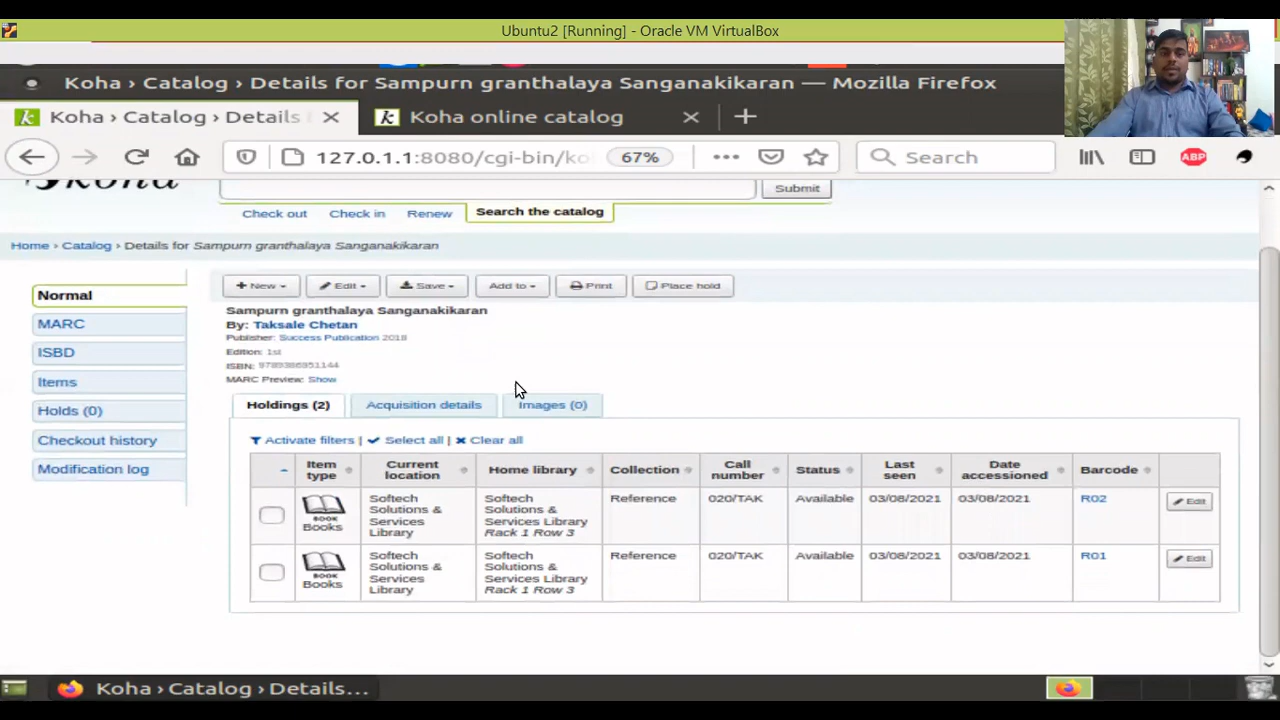 Ubuntu2 [Running] - Oracle VM VirtualBox
Koha › Catalog › Details for Sampurn granthalaya Sanganakikaran — Mozilla Firefox
Koha › Catalog › Details
Koha online catalog
127.0.1.1:8080/cgi-bin/ko
67%
Search
ABP
koha
Submit
Check out
Check in
Renew
Search the catalog
Home › Catalog › Details for Sampurn granthalaya Sanganakikaran
Normal
MARC
ISBD
Items
Holds (0)
Checkout history
Modification log
New
Edit
Save
Add to
Print
Place hold
Sampurn granthalaya Sanganakikaran
By: Taksale Chetan
Publisher: Success Publication 2018
Edition: 1st
ISBN: 9789386951144
MARC Preview: Show
Holdings (2)
Acquisition details
Images (0)
Activate filters | Select all | Clear all
Item type
Current location
Home library
Collection
Call number
Status
Last seen
Date accessioned
Barcode
BOOK
Books
Softech Solutions & Services Library
Softech Solutions & Services Library
Rack 1 Row 3
Reference
020/TAK
Available
03/08/2021
03/08/2021
R02
Edit
BOOK
Books
Softech Solutions & Services Library
Softech Solutions & Services Library
Rack 1 Row 3
Reference
020/TAK
Available
03/08/2021
03/08/2021
R01
Edit
Koha › Catalog › Details...